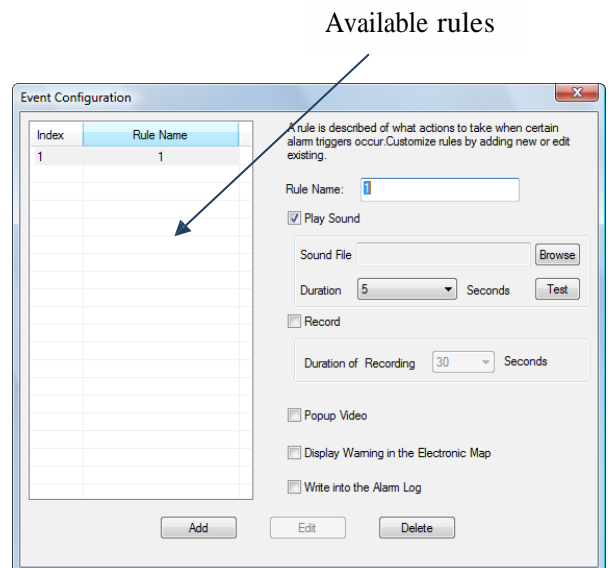 Available rules
Event Configuration
Index Rule Name
1 1
A rule is described of what actions to take when certain
alarm triggers occur.Customize rules by adding new or edit
existing.
Rule Name: 1
Play Sound
Sound File Browse
Duration 5 Seconds Test
Record
Duration of Recording 30 Seconds
Popup Video
Display Warning in the Electronic Map
Write into the Alarm Log
Add Edit Delete